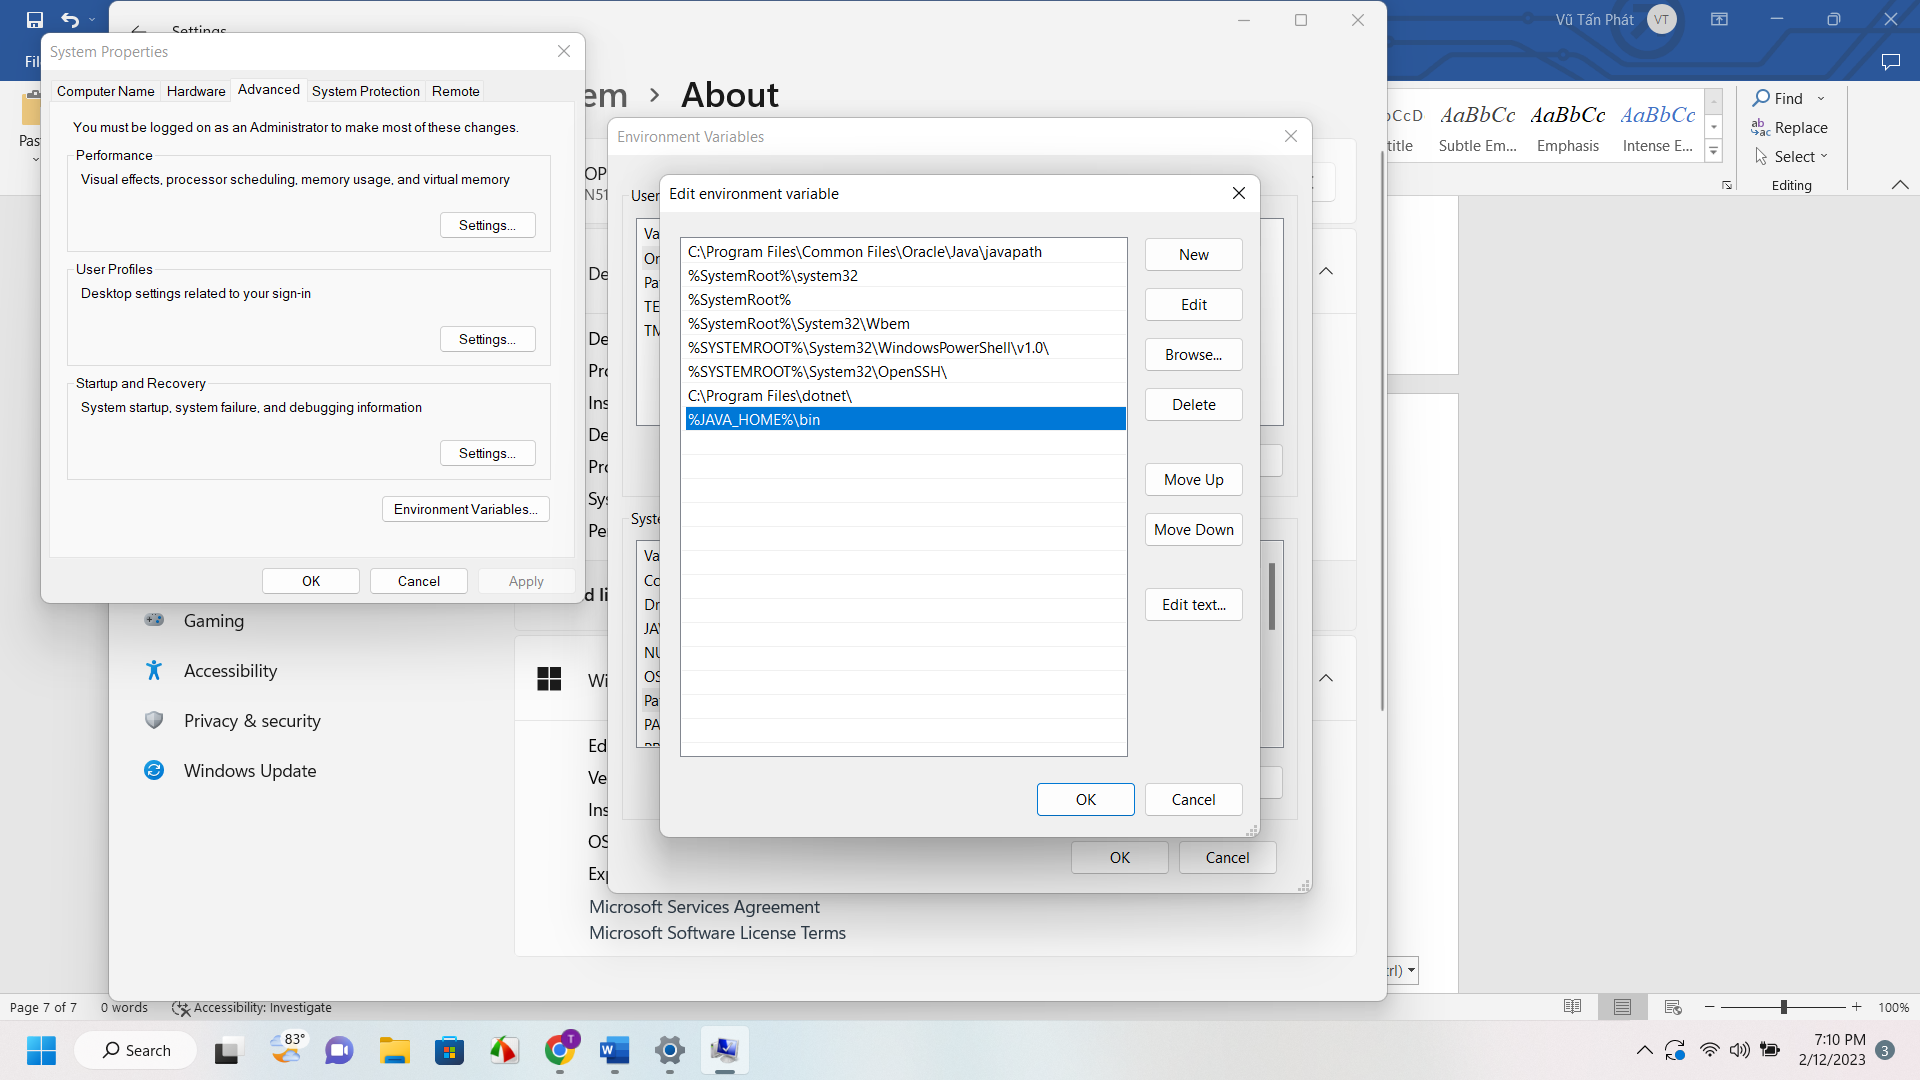 Settings
Vũ Tấn Phát
VT
System Properties
Computer Name
Hardware
Advanced
System Protection
Remote
You must be logged on as an Administrator to make most of these changes.
Performance
Visual effects, processor scheduling, memory usage, and virtual memory
Settings...
User Profiles
Desktop settings related to your sign-in
Settings...
Startup and Recovery
System startup, system failure, and debugging information
Settings...
Environment Variables...
OK
Cancel
Apply
em > About
Environment Variables
User
Edit environment variable
C:\Program Files\Common Files\Oracle\Java\javapath
%SystemRoot%\system32
%SystemRoot%
%SystemRoot%\System32\Wbem
%SYSTEMROOT%\System32\WindowsPowerShell\v1.0\
%SYSTEMROOT%\System32\OpenSSH\
C:\Program Files\dotnet\
%JAVA_HOME%\bin
New
Edit
Browse...
Delete
Move Up
Move Down
Edit text...
OK
Cancel
OK
Cancel
Gaming
Accessibility
Privacy & security
Windows Update
Microsoft Services Agreement
Microsoft Software License Terms
AaBbCc
AaBbCc
AaBbCc
Subtle Em...
Emphasis
Intense E...
Find
Replace
Select
Editing
Page 7 of 7
0 words
Accessibility: Investigate
100%
Search
83°
T
7:10 PM
2/12/2023
3